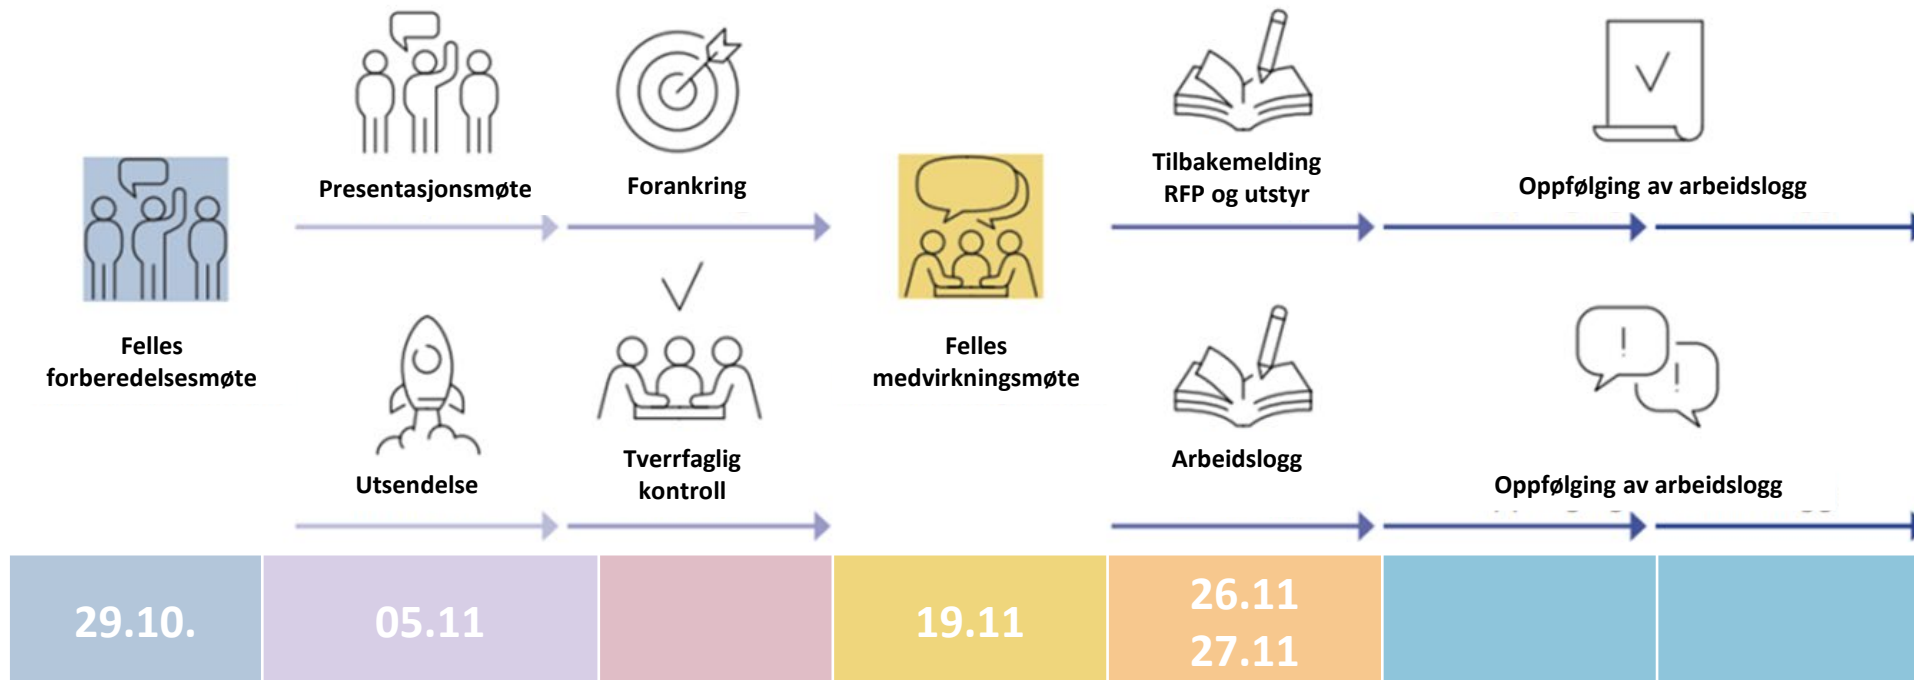 Presentasjonsmøte
Forankring
Tilbakemelding
RFP og utstyr
Oppfølging av arbeidslogg
Felles
forberedelsesmøte
Felles
medvirkningsmøte
Utsendelse
Tverrfaglig
kontroll
Arbeidslogg
Oppfølging av arbeidslogg
29.10.
05.11
19.11
26.11
27.11